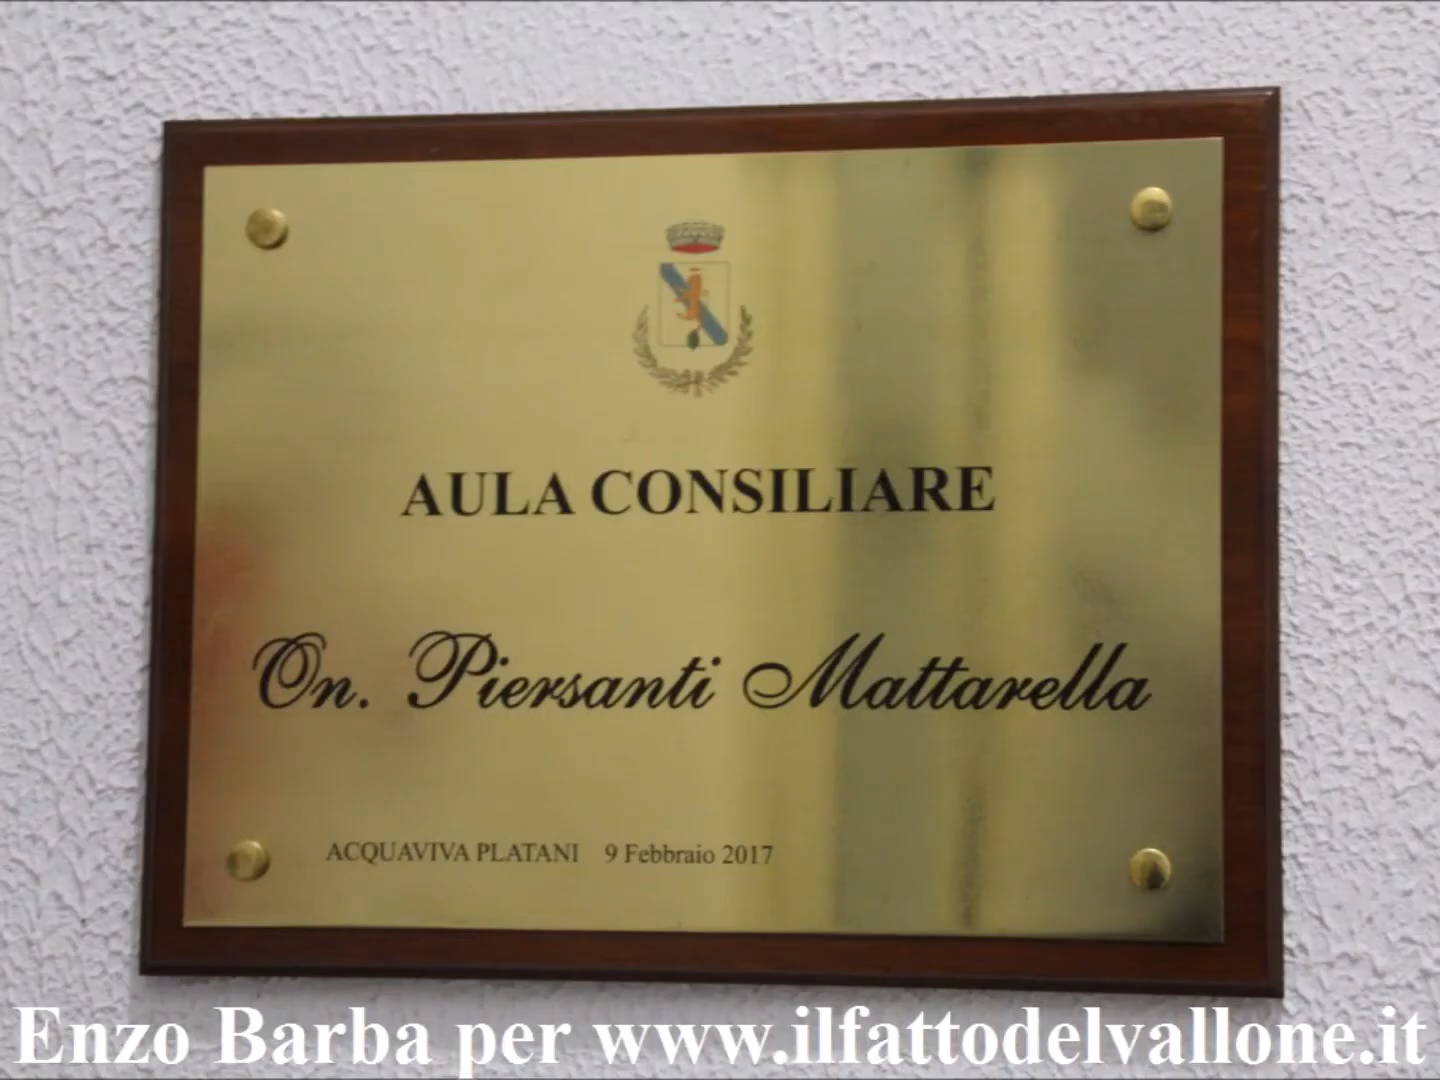 AULA CONSILIARE
On. Piersanti Mattarella
ACQUAVIVA PLATANI 9 Febbraio 2017
Enzo Barba per www.ilfattodelvallone.it